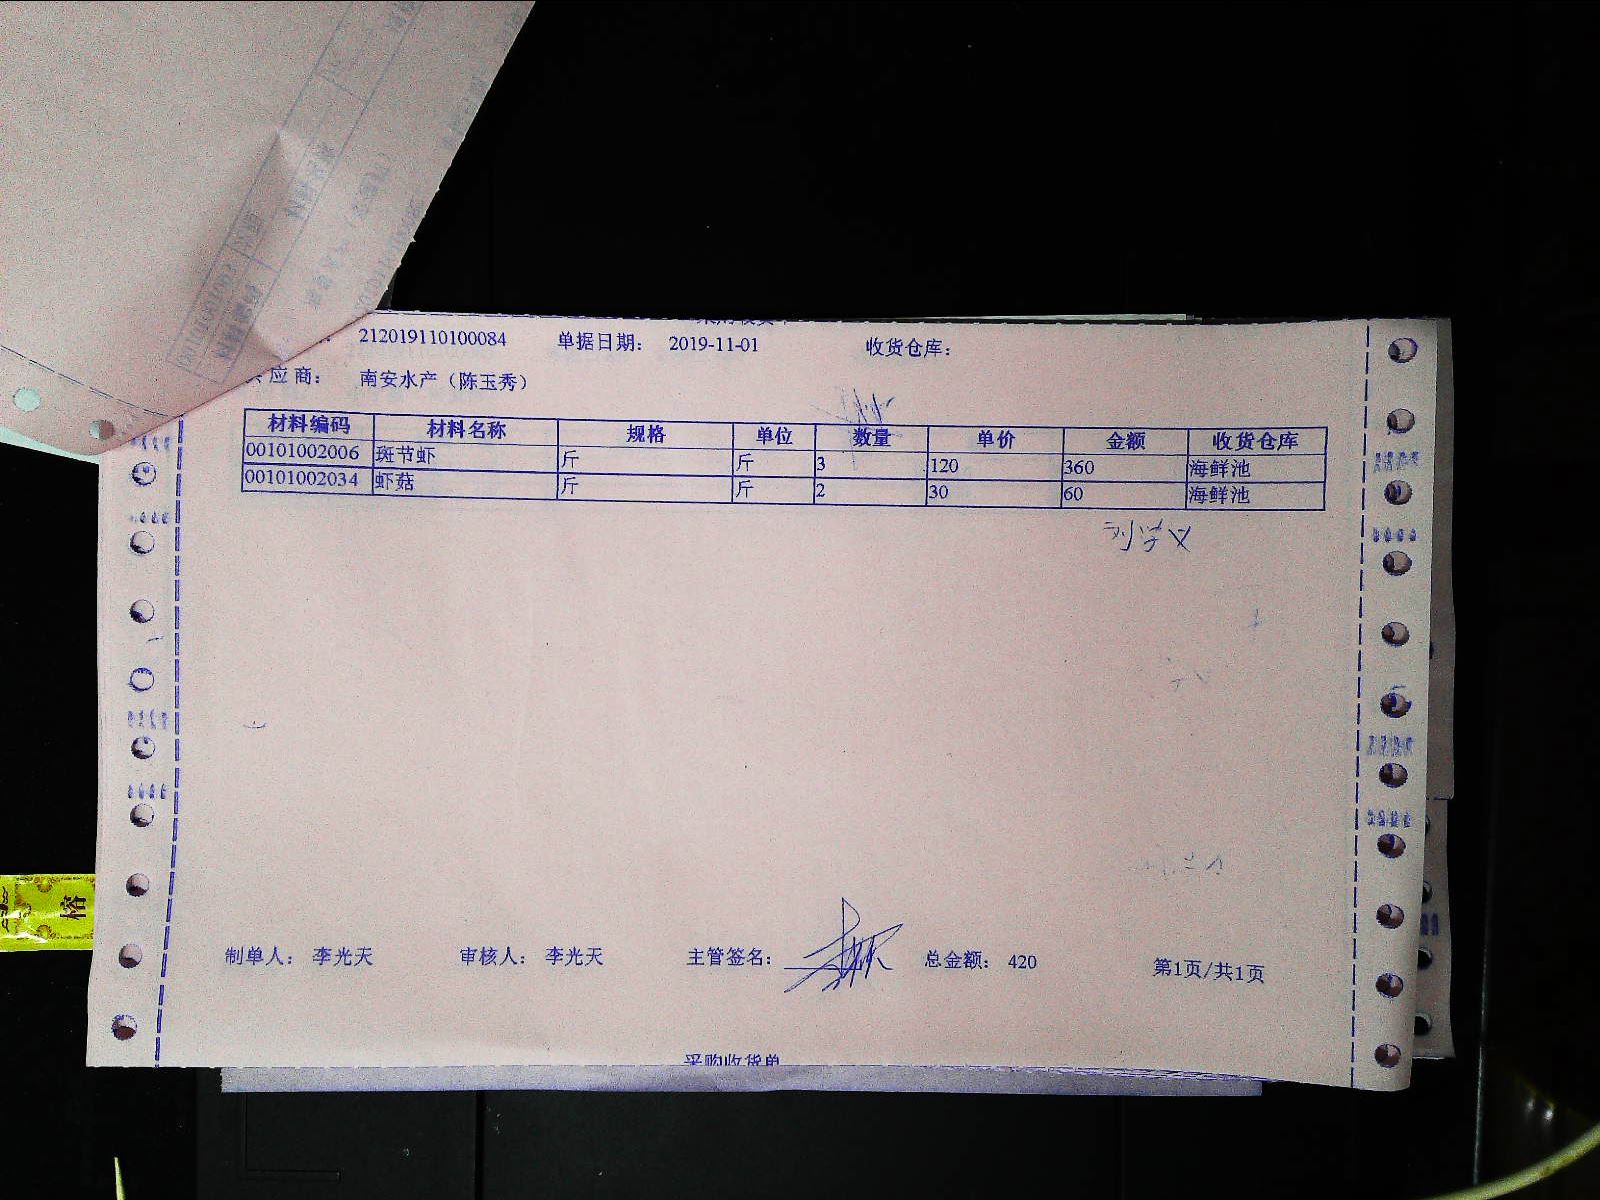 212019110100084 单据日期： 2019-11-01 收货仓库：
应商： 南安水产（陈玉秀）
材料编码 材料名称 规格 单位 数量 单价 金额 收货仓库
00101002006 斑节虾 斤 斤 3 120 360 海鲜池
00101002034 虾菇 斤 斤 2 30 60 海鲜池
制单人： 李光天 审核人： 李光天 主管签名： 总金额： 420 第1页/共1页
采购收货单